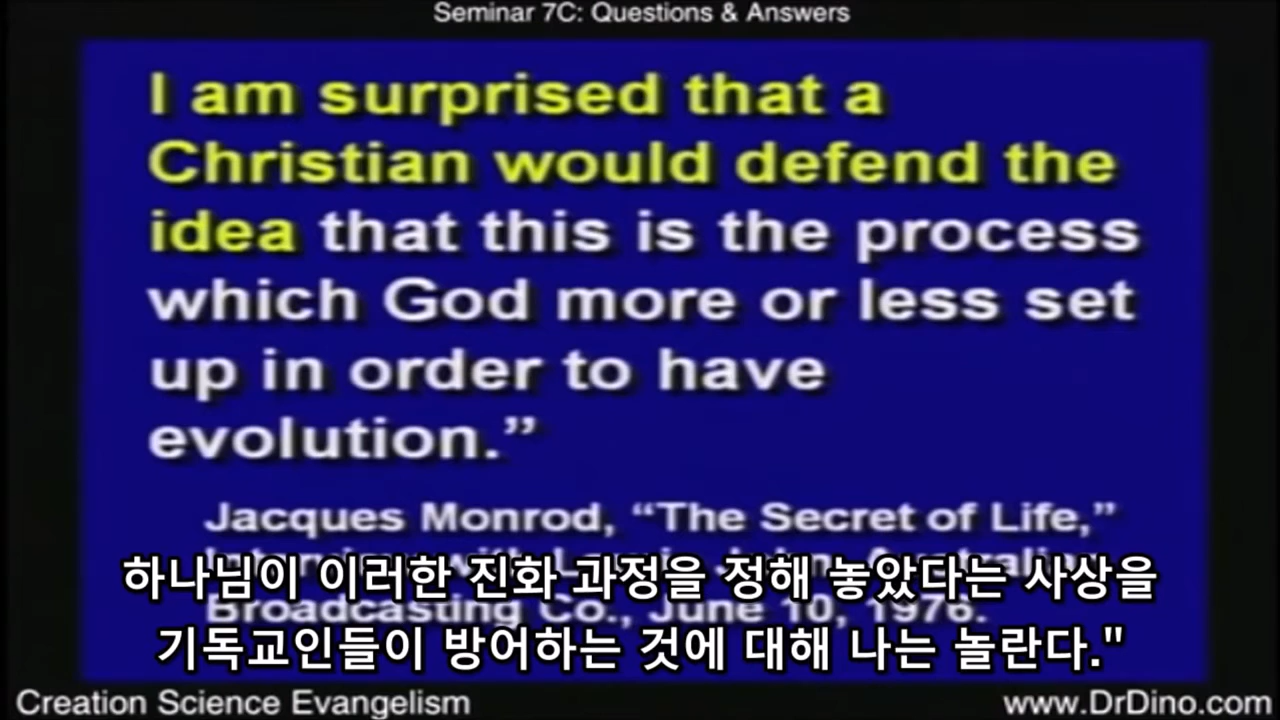 Seminar 7C: Questions & Answers
I am surprised that a
Christian would defend the
idea that this is the process
which God more or less set
up in order to have
evolution.”
Jacques Monrod, “The Secret of Life,”
Broadcasting Co., June 10, 1976.
하나님이 이러한 진화 과정을 정해 놓았다는 사상을
기독교인들이 방어하는 것에 대해 나는 놀란다."
Creation Science Evangelism
www.DrDino.com